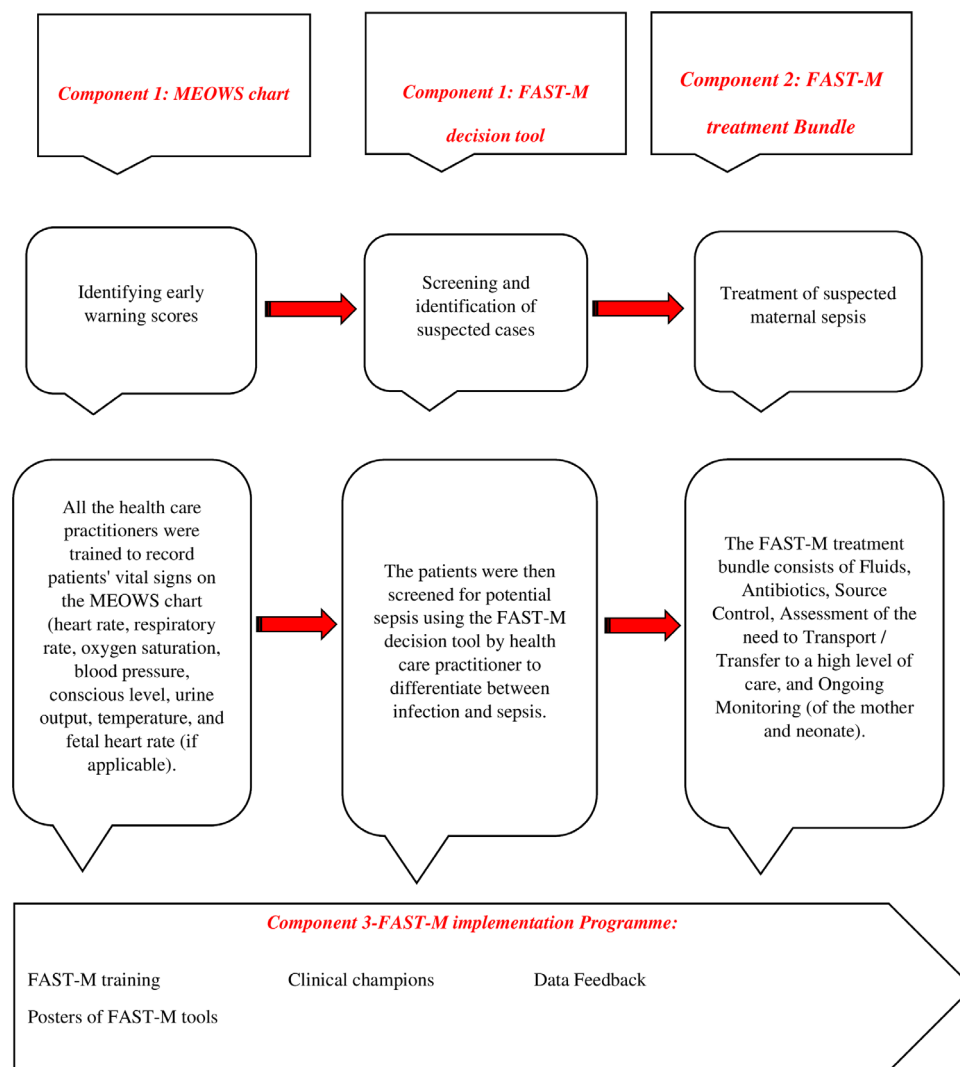 Component 1: MEOWS chart
Component 1: FAST-M
decision tool
Component 2: FAST-M
treatment Bundle
Identifying early
warning scores
Screening and
identification of
suspected cases
Treatment of suspected
maternal sepsis
All the health care
practitioners were
trained to record
patients' vital signs on
the MEOWS chart
(heart rate, respiratory
rate, oxygen saturation,
blood pressure,
conscious level, urine
output, temperature, and
fetal heart rate (if
applicable).
The patients were then
screened for potential
sepsis using the FAST-M
decision tool by health
care practitioner to
differentiate between
infection and sepsis.
The FAST-M treatment
bundle consists of Fluids,
Antibiotics, Source
Control, Assessment of the
need to Transport /
Transfer to a high level of
care, and Ongoing
Monitoring (of the mother
and neonate).
Component 3-FAST-M implementation Programme:
FAST-M training Clinical champions Data Feedback
Posters of FAST-M tools